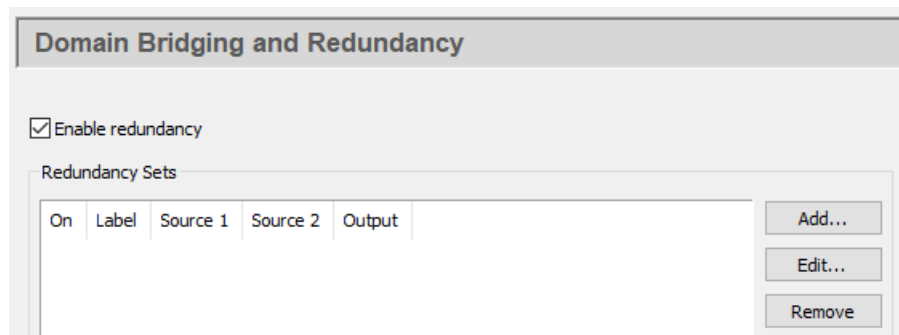 Domain Bridging and Redundancy
Enable redundancy
Redundancy Sets
On Label Source 1 Source 2 Output
Add...
Edit...
Remove